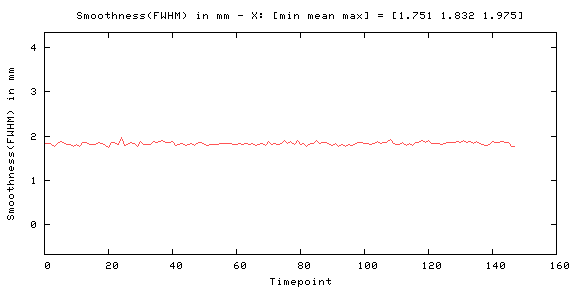 Smoothness(FWHM) in mm - X: [min mean max] = [1.751 1.832 1.975]
Smoothness(FWHM) in mm
4
3
2
1
0
0 20 40 60 80 100 120 140 160
Timepoint